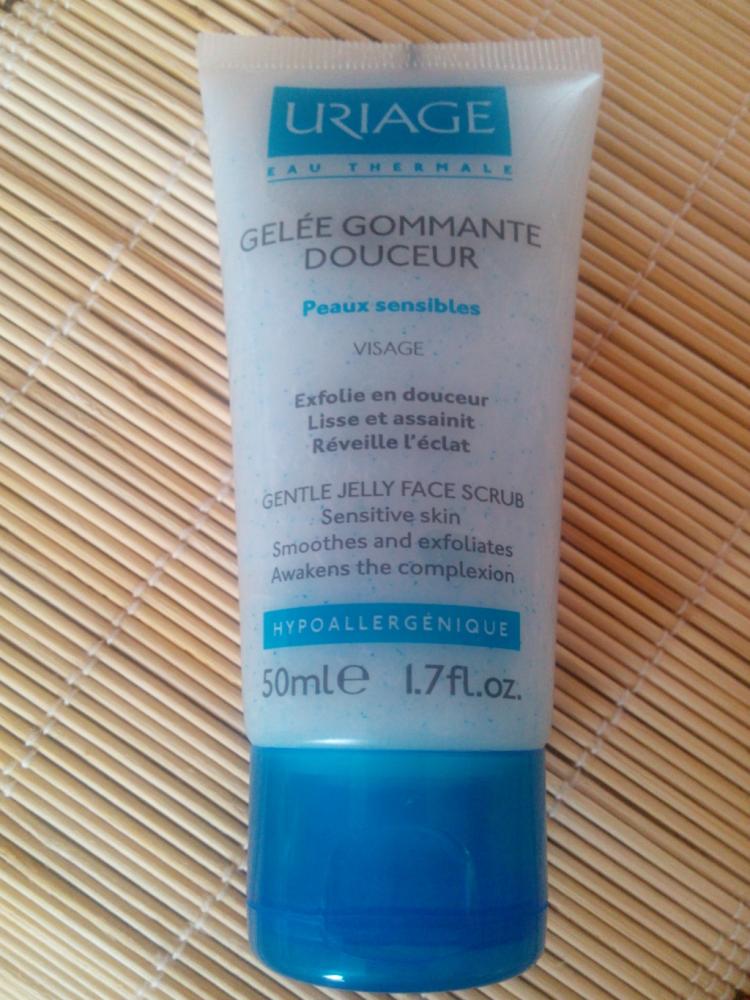 URIAGE
EAU THERMALE
GELÉE GOMMANTE
DOUCEUR
Peaux sensibles
VISAGE
Exfolie en douceur
Lisse et assainit
Réveille l'éclat
GENTLE JELLY FACE SCRUB
Sensitive skin
Smoothes and exfoliates
Awakens the complexion
HYPOALLERGÉNIQUE
50ml℮ 1.7fl.oz.